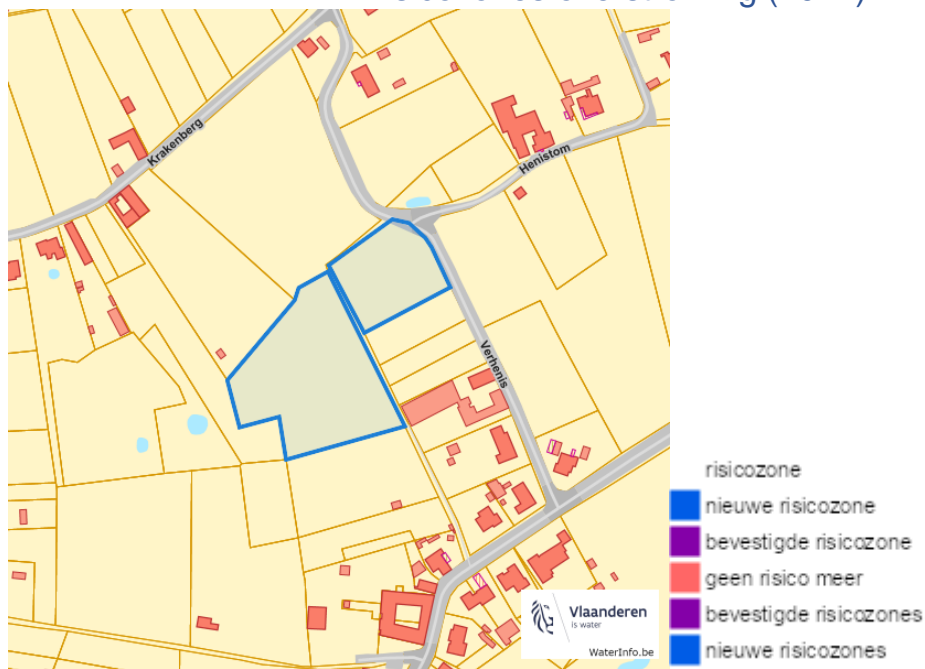 Krakenberg
Henistom
Verhenis
Vlaanderen
is water
WaterInfo.be
risicozone
nieuwe risicozone
bevestigde risicozone
geen risico meer
bevestigde risicozones
nieuwe risicozones